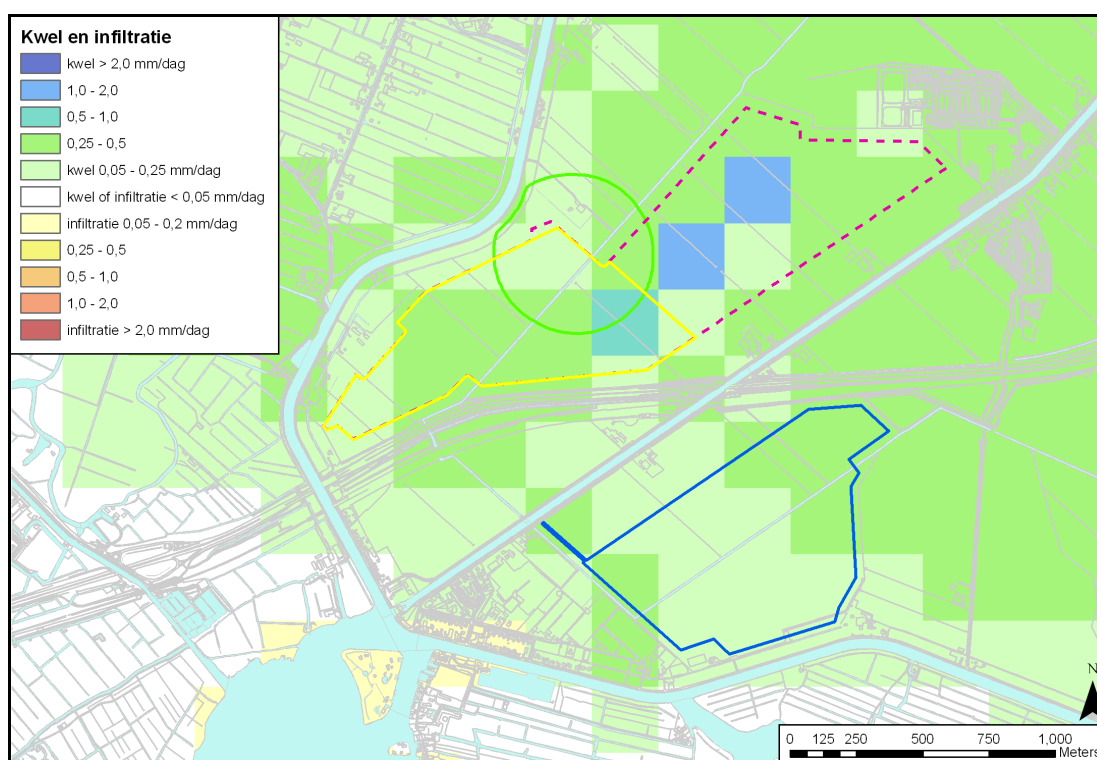 Kwel en infiltratie
kwel > 2,0 mm/dag
1,0 - 2,0
0,5 - 1,0
0,25 - 0,5
kwel 0,05 - 0,25 mm/dag
kwel of infiltratie < 0,05 mm/dag
infiltratie 0,05 - 0,2 mm/dag
0,25 - 0,5
0,5 - 1,0
1,0 - 2,0
infiltratie > 2,0 mm/dag
N
0 125 250 500 750 1,000
Meters